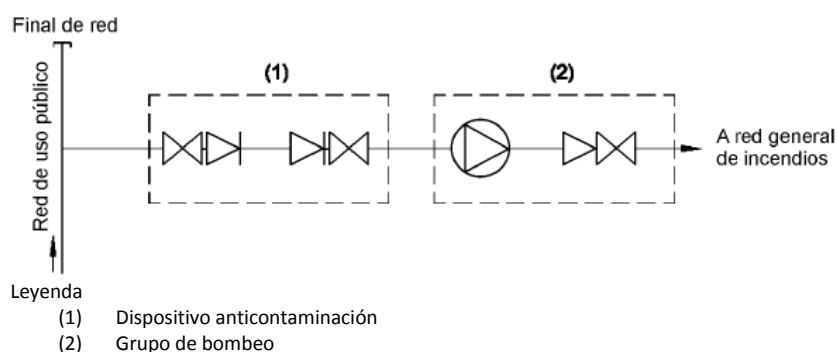 Final de red
Red de uso público
(1)
(2)
A red general
de incendios
Leyenda
(1) Dispositivo anticontaminación
(2) Grupo de bombeo